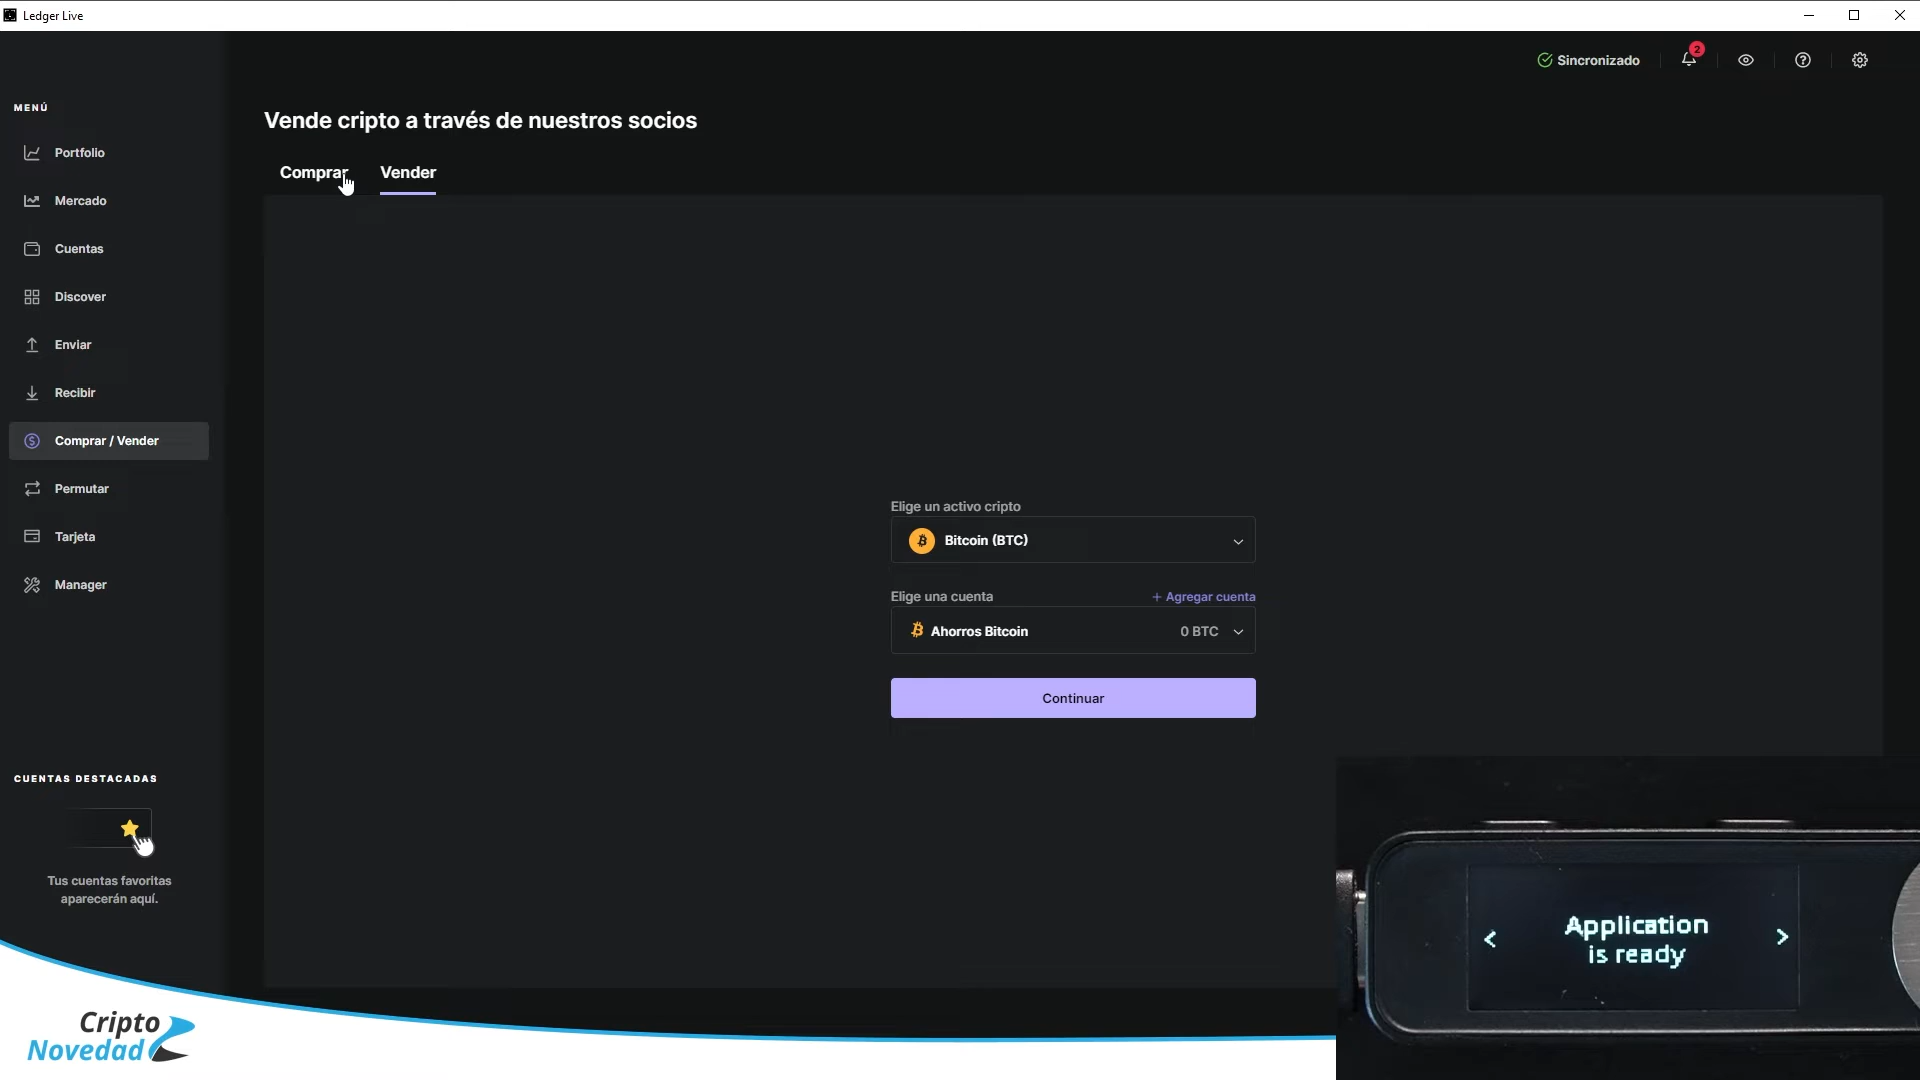 Ledger Live
Sincronizado
2
MENÚ
Portfolio
Mercado
Cuentas
Discover
Enviar
Recibir
Comprar / Vender
Permutar
Tarjeta
Manager
CUENTAS DESTACADAS
Tus cuentas favoritas
aparecerán aquí.
Vende cripto a través de nuestros socios
Comprar
Vender
Elige un activo cripto
Bitcoin (BTC)
Elige una cuenta
+ Agregar cuenta
Ahorros Bitcoin
0 BTC
Continuar
Application
is ready
Cripto
Novedad